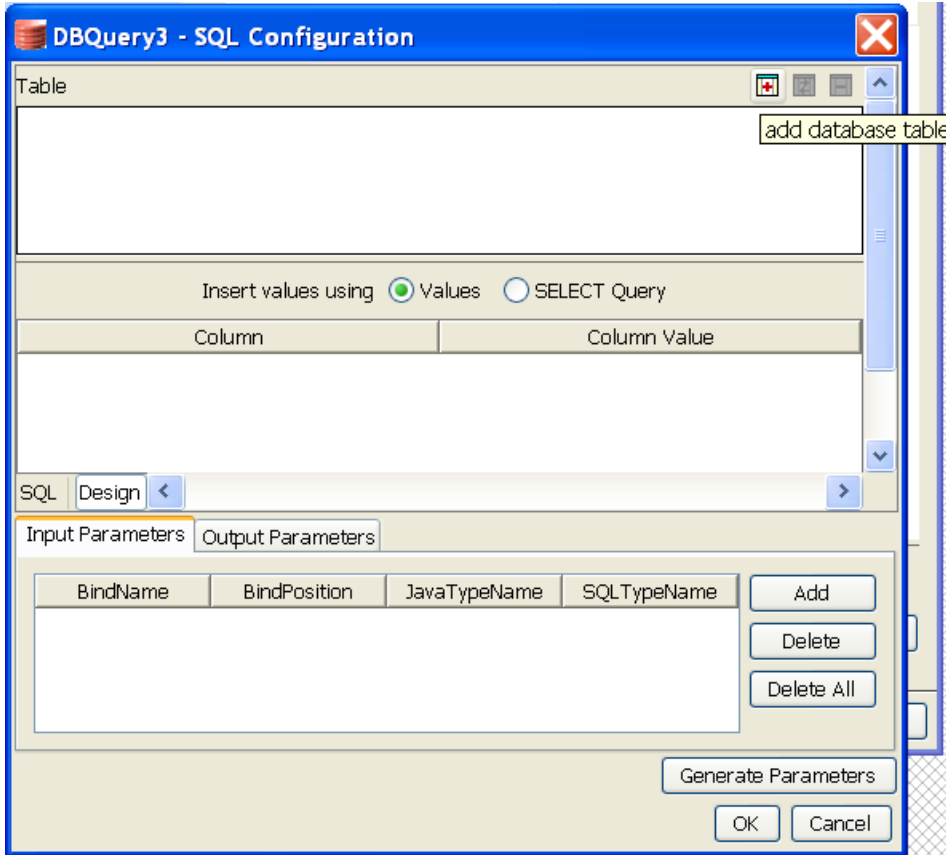 DBQuery3 - SQL Configuration
Table
add database table
Insert values using Values SELECT Query
Column Column Value
SQL Design
Input Parameters Output Parameters
BindName BindPosition JavaTypeName SQLTypeName Add
Delete
Delete All
Generate Parameters
OK Cancel